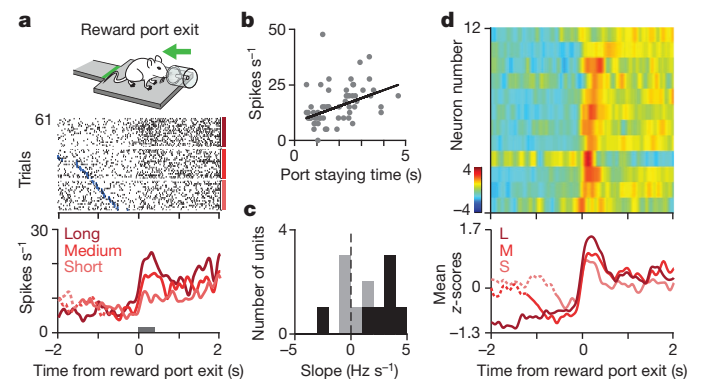 a
Reward port exit
61
Trials
30
Long
Medium
Short
Spikes s⁻¹
0
−2 −1 0 1 2
Time from reward port exit (s)
b
50
25
0
Spikes s⁻¹
0 5
Port staying time (s)
c
4
0
Number of units
−5 0 5
Slope (Hz s⁻¹)
d
12
Neuron number
4
−4
1.7
L
M
S
0
Mean
z-scores
−1.3
−2 −1 0 1 2
Time from reward port exit (s)